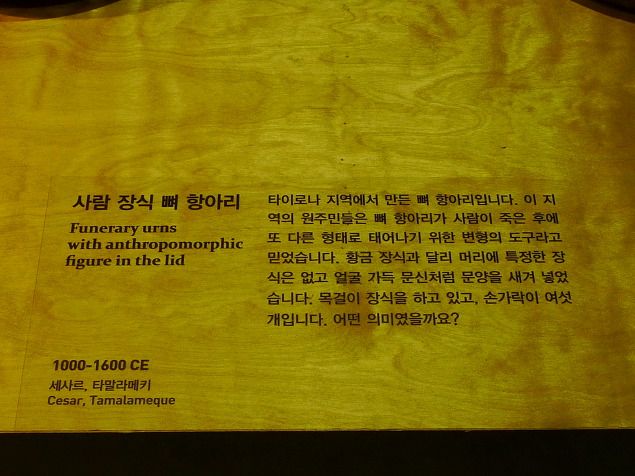 사람 장식 뼈 항아리
Funerary urns
with anthropomorphic
figure in the lid
타이로나 지역에서 만든 뼈 항아리입니다. 이 지
역의 원주민들은 뼈 항아리가 사람이 죽은 후에
또 다른 형태로 태어나기 위한 변형의 도구라고
믿었습니다. 황금 장식과 달리 머리에 특정한 장
식은 없고 얼굴 가득 문신처럼 문양을 새겨 넣었
습니다. 목걸이 장식을 하고 있고, 손가락이 여섯
개입니다. 어떤 의미였을까요?
1000-1600 CE
세사르, 타말라메키
Cesar, Tamalameque